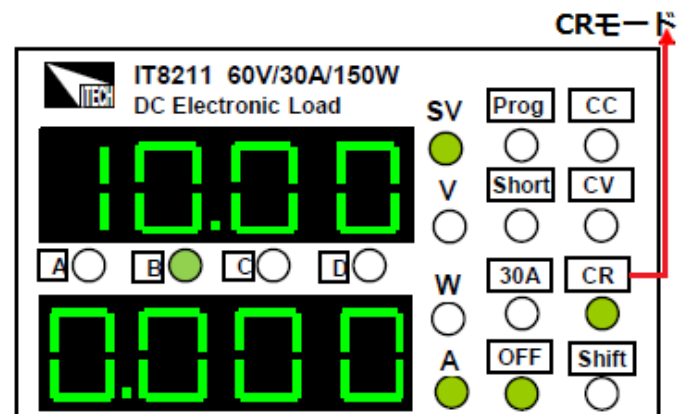 CRモード
ITECH
IT8211 60V/30A/150W
DC Electronic Load
SV Prog CC
10.00
V Short CV
A B C D
W 30A CR
0.000
A OFF Shift